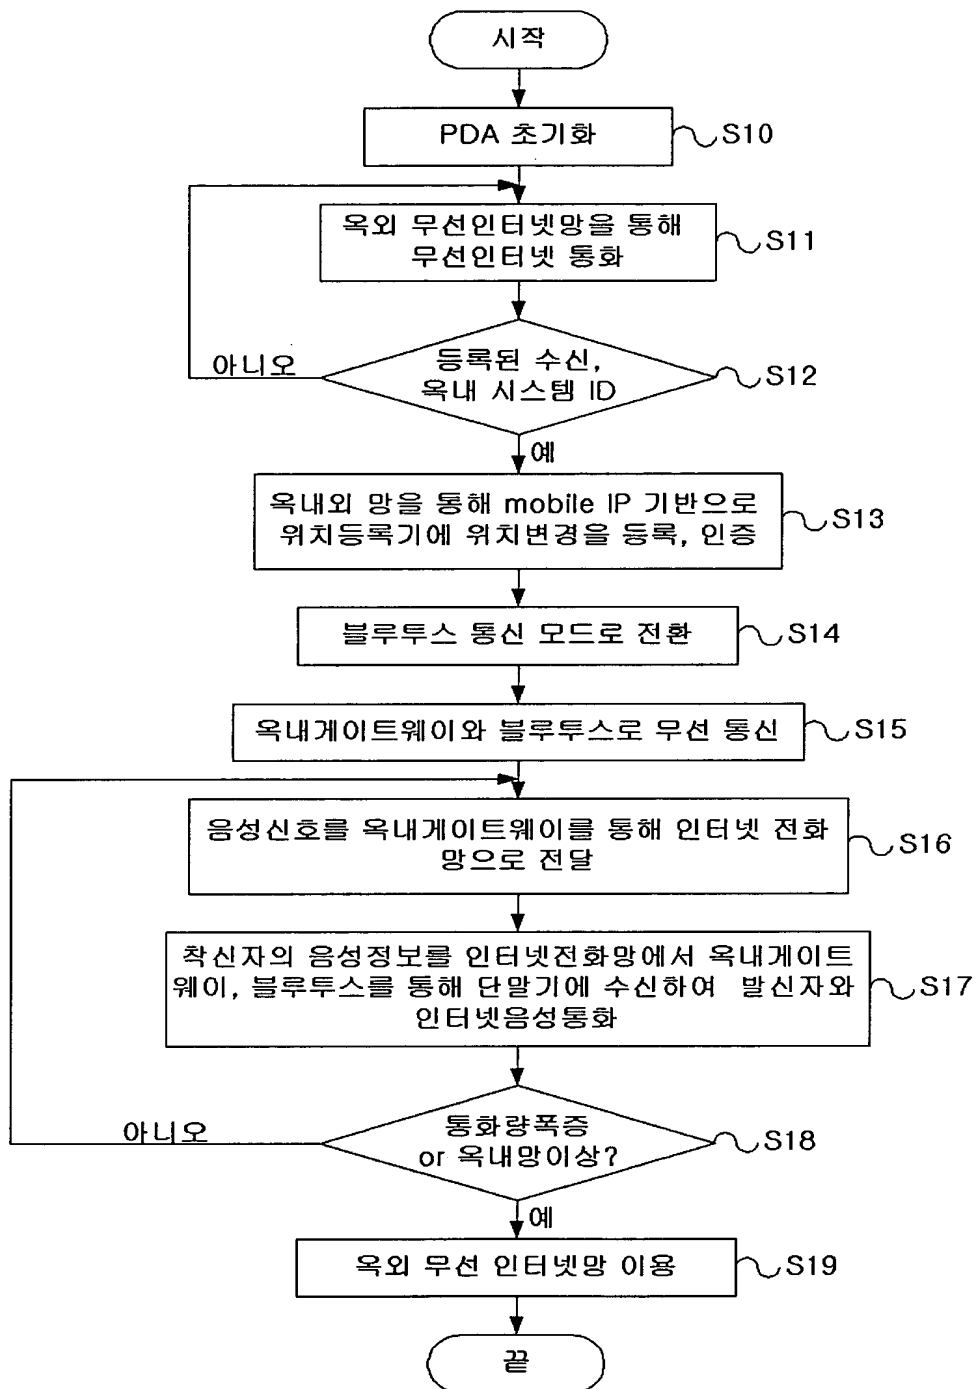 시작
PDA 초기화
S10
옥외 무선인터넷망을 통해
무선인터넷 통화
S11
등록된 수신,
옥내 시스템 ID
S12
아니오
예
옥내외 망을 통해 mobile IP 기반으로
위치등록기에 위치변경을 등록, 인증
S13
블루투스 통신 모드로 전환
S14
옥내게이트웨이와 블루투스로 무선 통신
S15
음성신호를 옥내게이트웨이를 통해 인터넷 전화
망으로 전달
S16
착신자의 음성정보를 인터넷전화망에서 옥내게이트
웨이, 블루투스를 통해 단말기에 수신하여 발신자와
인터넷음성통화
S17
통화량폭증
or 옥내망이상?
S18
아니오
예
옥외 무선 인터넷망 이용
S19
끝